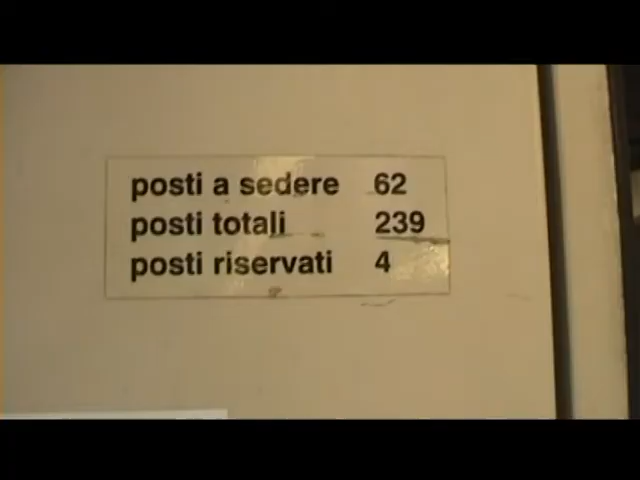 posti a sedere 62
posti totali 239
posti riservati 4